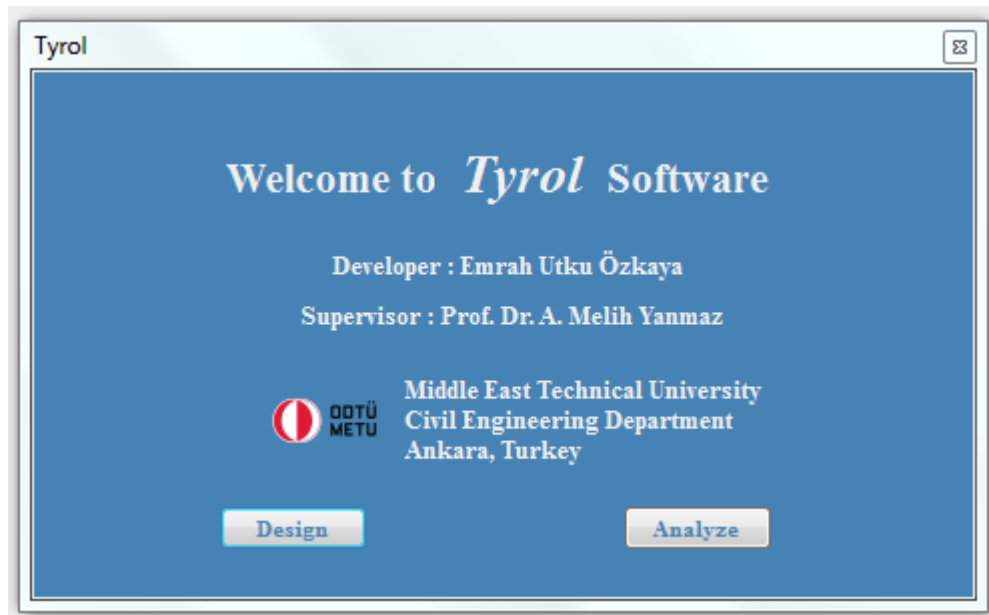 Tyrol
Welcome to Tyrol Software
Developer : Emrah Utku Özkaya
Supervisor : Prof. Dr. A. Melih Yanmaz
ODTÜ
METU
Middle East Technical University
Civil Engineering Department
Ankara, Turkey
Design
Analyze